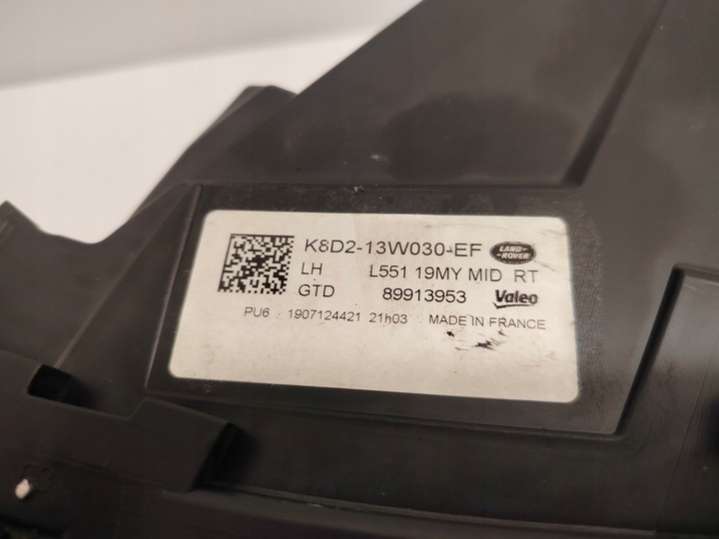 K8D2-13W030-EF LAND ROVER
LH L551 19MY MID RT
GTD 89913953 Valeo
PU6 1907124421 21h03 MADE IN FRANCE